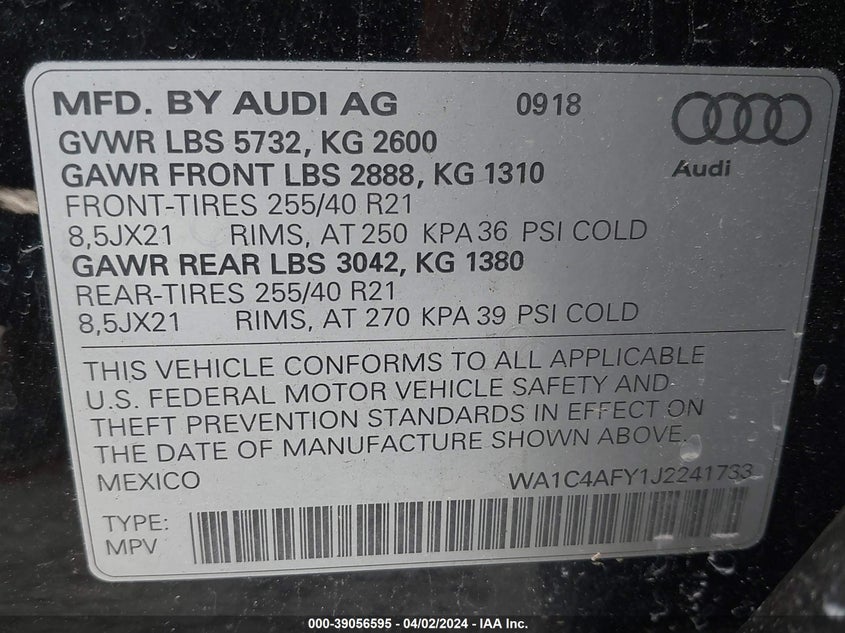 MFD. BY AUDI AG 0918
GVWR LBS 5732, KG 2600
GAWR FRONT LBS 2888, KG 1310
Audi
FRONT-TIRES 255/40 R21
8,5JX21 RIMS, AT 250 KPA 36 PSI COLD
GAWR REAR LBS 3042, KG 1380
REAR-TIRES 255/40 R21
8,5JX21 RIMS, AT 270 KPA 39 PSI COLD
THIS VEHICLE CONFORMS TO ALL APPLICABLE
U.S. FEDERAL MOTOR VEHICLE SAFETY AND
THEFT PREVENTION STANDARDS IN EFFECT ON
THE DATE OF MANUFACTURE SHOWN ABOVE.
MEXICO WA1C4AFY1J2241733
TYPE:
MPV
000-39056595 - 04/02/2024 - IAA Inc.